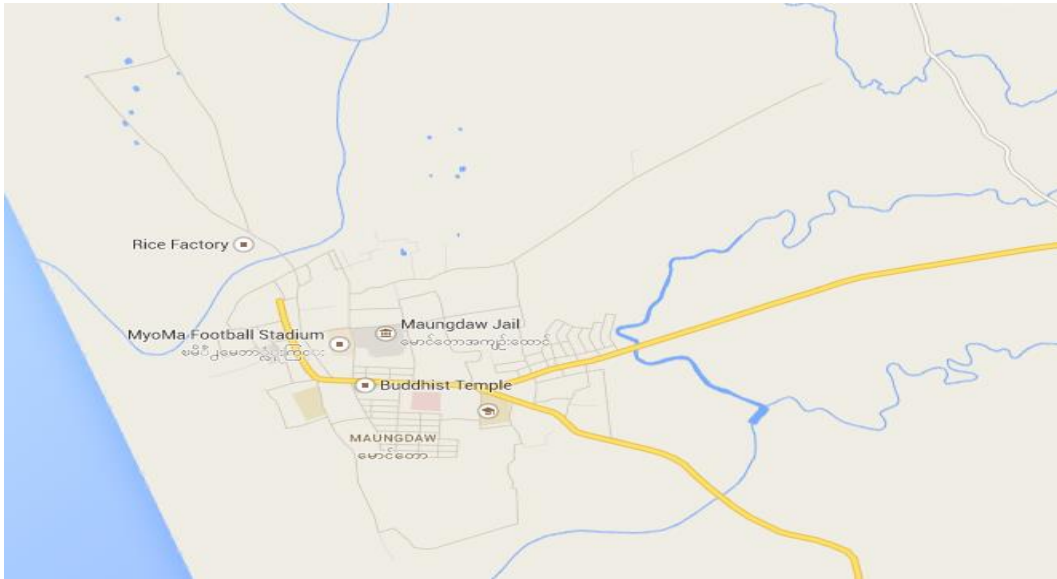 Rice Factory
MyoMa Football Stadium
Maungdaw Jail
မောင်တောအကျဉ်းထောင်
Buddhist Temple
MAUNGDAW
မောင်တော